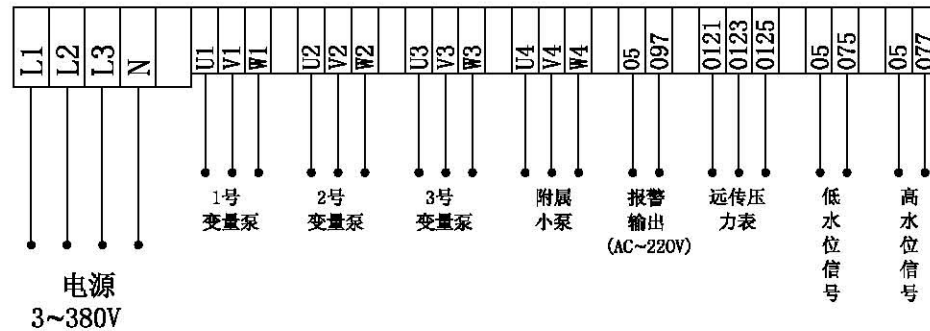 L1 L2 L3 N U1 V1 W1 U2 V2 W2 U3 V3 W3 U4 V4 W4 05 097 0121 0123 0125 05 075 05 077
1号
变量泵
2号
变量泵
3号
变量泵
附属
小泵
报警
输出
(AC~220V)
远传压
力表
低水位信号
高水位信号
电源
3~380V